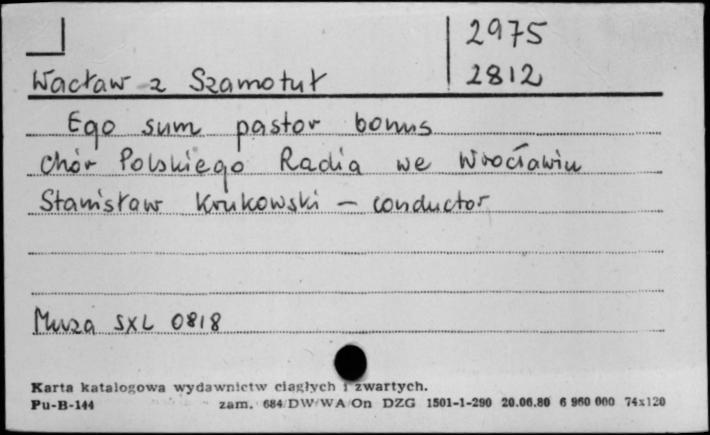 2975
Wacław z Szamotuł 2812
Ego sum pastor bonus
Chór Polskiego Radia we Wrocławiu
Stanisław Krukowski - conductor
Muza SXL 0818
Karta katalogowa wydawnictw ciągłych i zwartych.
Pu-B-144 zam. 684/DW/WA/On DZG 1501-1-290 20.06.80 6 960 000 74x120